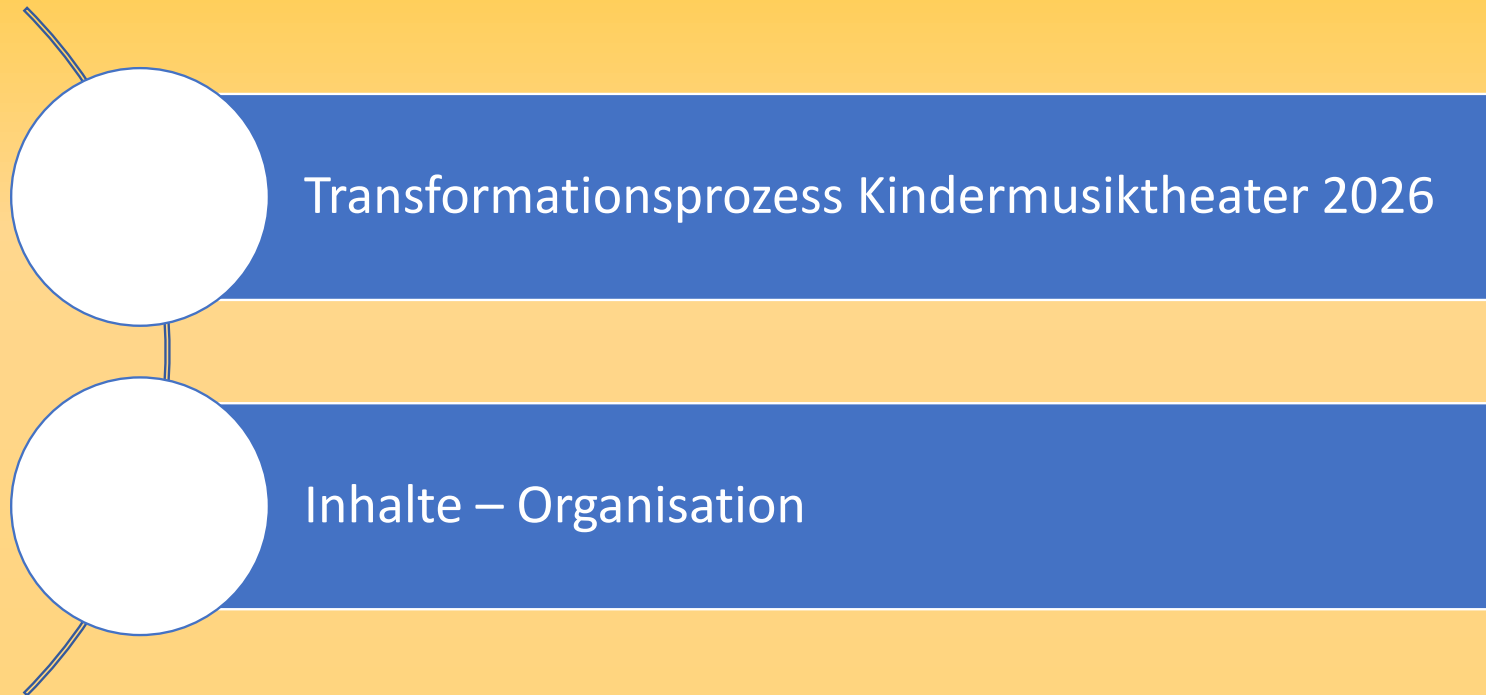 Transformationsprozess Kindermusiktheater 2026
Inhalte – Organisation